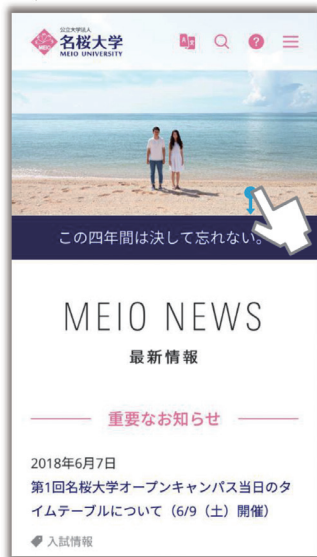 公立大学法人
名桜大学
MEIO UNIVERSITY
A あ
?
この四年間は決して忘れない。
MEIO NEWS
最新情報
重要なお知らせ
2018年6月7日
第1回名桜大学オープンキャンパス当日のタ
イムテーブルについて（6/9（土）開催）
入試情報